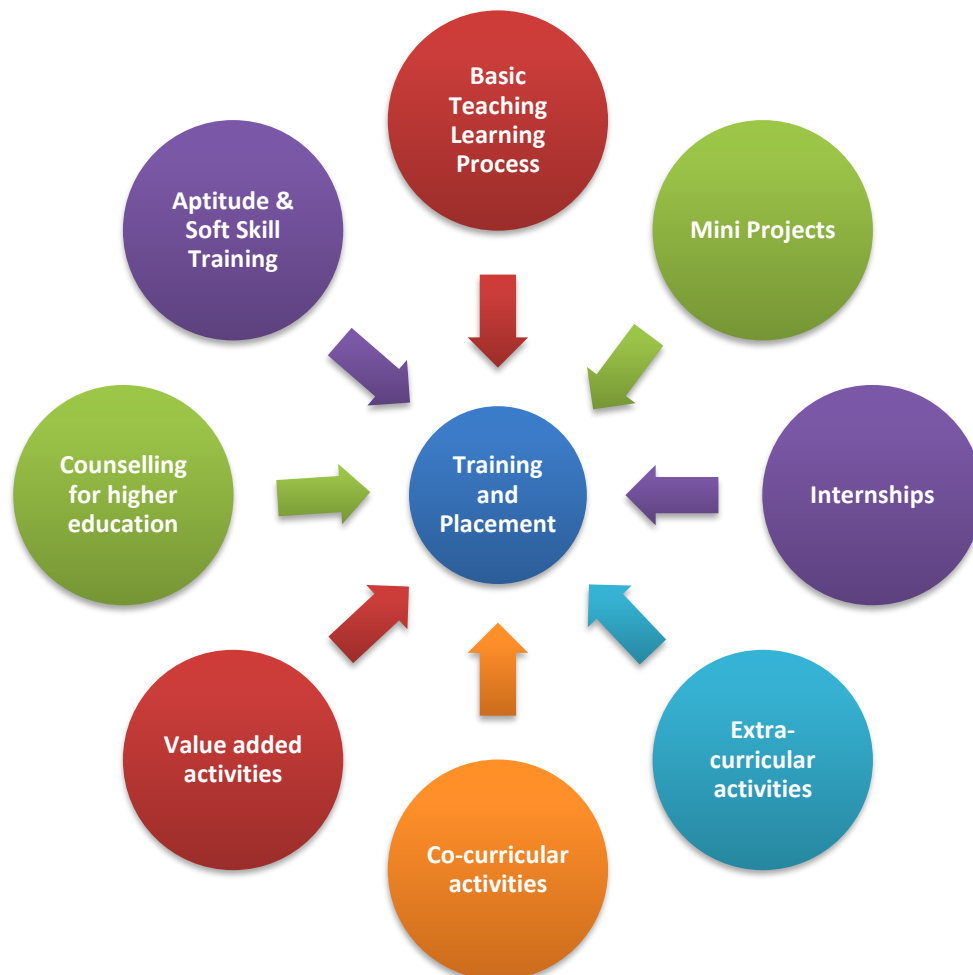 Basic
Teaching
Learning
Process
Mini Projects
Internships
Extra-
curricular
activities
Co-curricular
activities
Value added
activities
Counselling
for higher
education
Aptitude &
Soft Skill
Training
Training
and
Placement